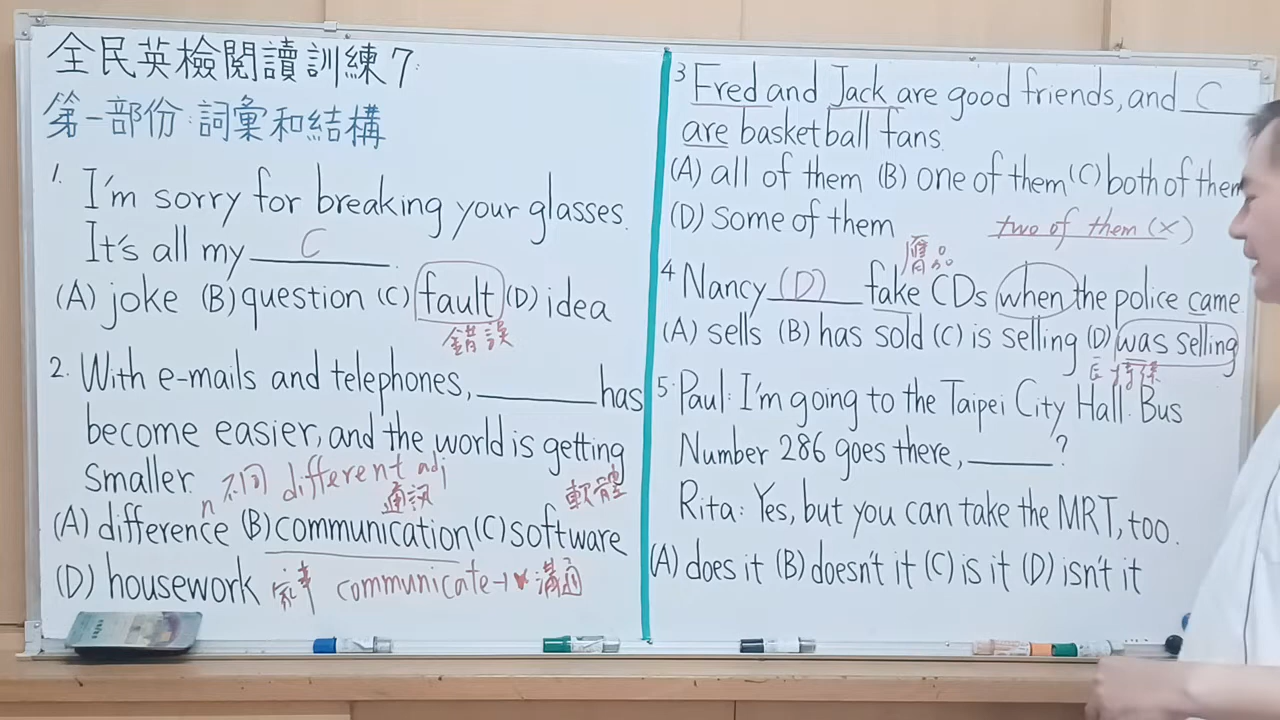 全民英檢閱讀訓練7:
第一部份:詞彙和結構
1. I'm sorry for breaking your glasses.
It's all my C.
(A) joke (B) question (C) fault (D) idea
錯誤
2. With e-mails and telephones, ______ has
become easier, and the world is getting
smaller.
n 不同 different adj
通訊 軟體
(A) difference (B) communication (C) software
(D) housework 家事 communicate→v 溝通
3 Fred and Jack are good friends, and C
are basketball fans.
(A) all of them (B) one of them (C) both of them
(D) some of them two of them (x)
4 Nancy (D) fake CDs when the police came
(A) sells (B) has sold (C) is selling (D) was selling
5. Paul: I'm going to the Taipei City Hall. Bus
Number 286 goes there, ______?
Rita: Yes, but you can take the MRT, too.
(A) does it (B) doesn't it (C) is it (D) isn't it